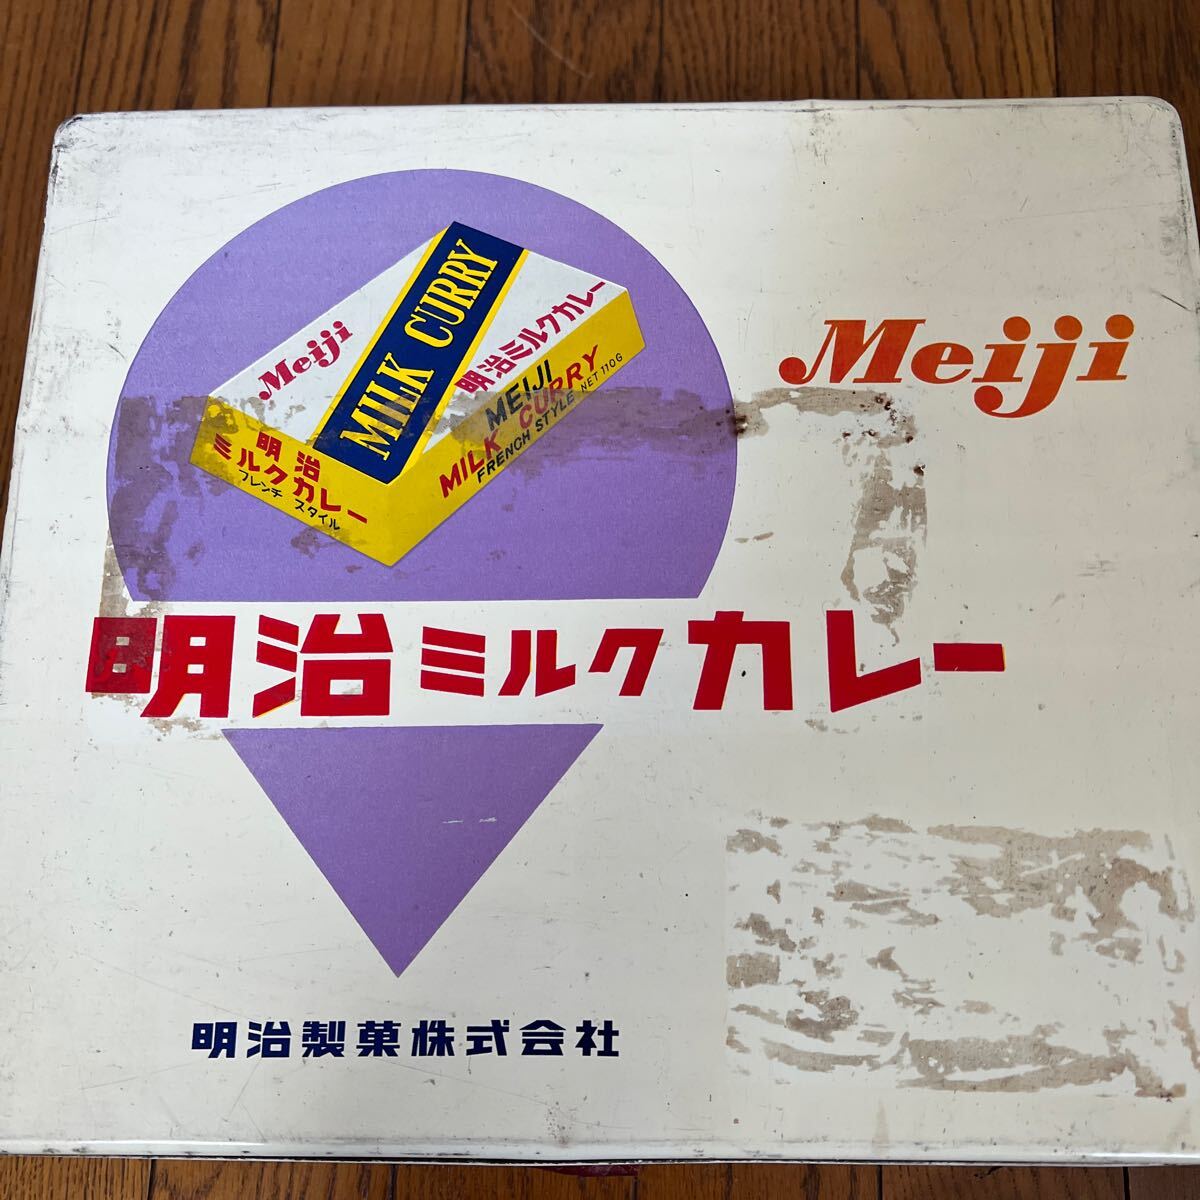 Meiji
MILK CURRY
明治ミルクカレー
明治
ミルクカレー
フレンチ スタイル
MEIJI
MILK CURRY
FRENCH STYLE NET 110G
Meiji
明治ミルクカレー
明治製菓株式会社